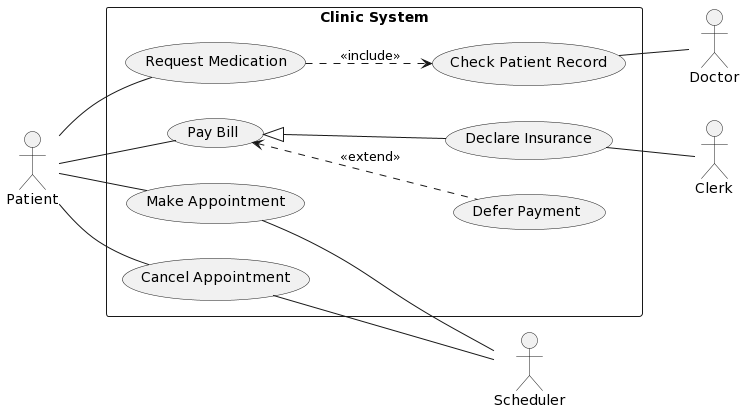 Clinic System
Request Medication
«include»
Check Patient Record
Doctor
Pay Bill
Declare Insurance
«extend»
Clerk
Patient
Make Appointment
Defer Payment
Cancel Appointment
Scheduler